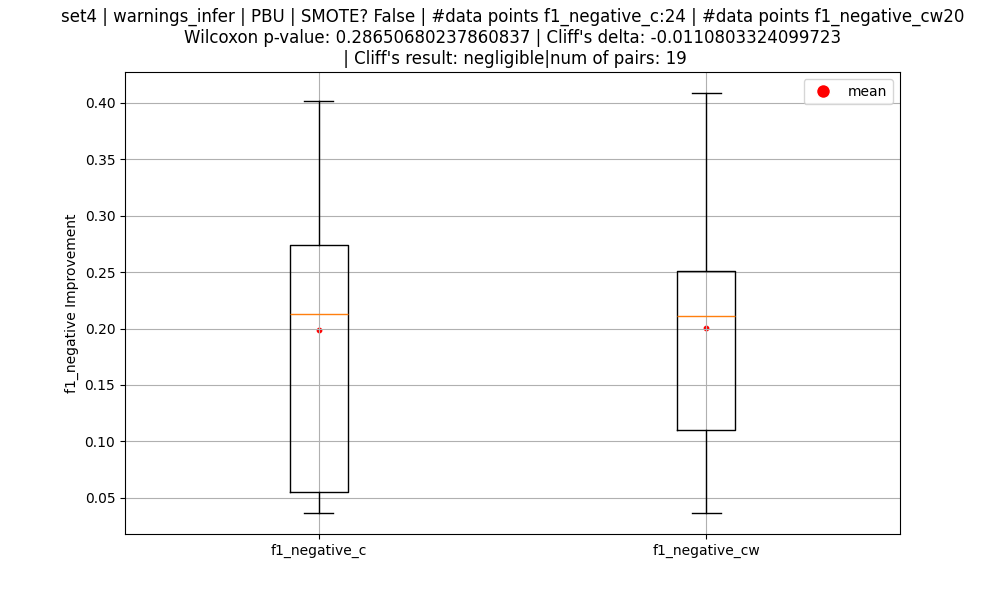 set4 | warnings_infer | PBU | SMOTE? False | #data points f1_negative_c:24 | #data points f1_negative_cw20
Wilcoxon p-value: 0.28650680237860837 | Cliff's delta: -0.0110803324099723
| Cliff's result: negligible|num of pairs: 19
mean
0.40
0.35
0.30
0.25
0.20
0.15
0.10
0.05
f1_negative Improvement
f1_negative_c
f1_negative_cw